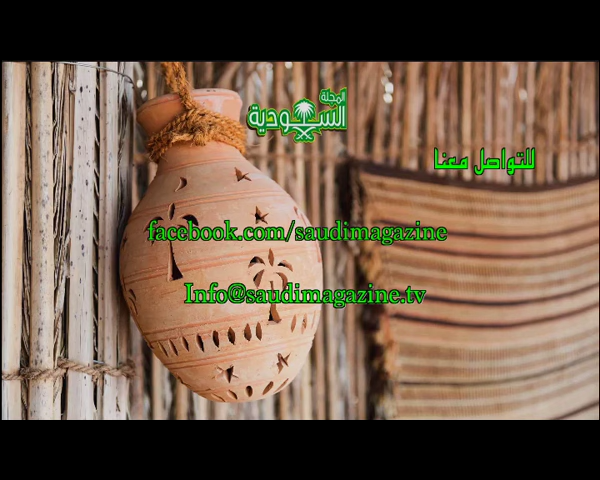 المجلة
السعودية
للتواصل معنا
facebook.com/saudimagazine
Info@saudimagazine.tv